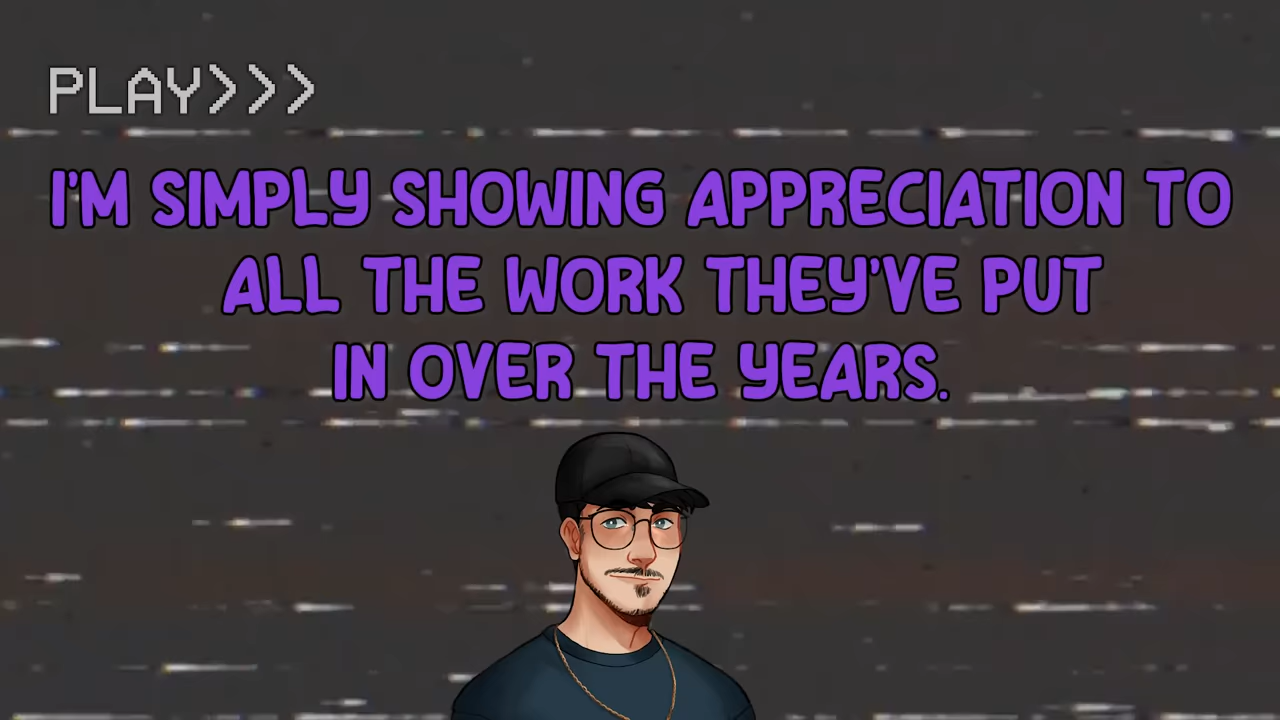 PLAY>>>
I'M SIMPLY SHOWING APPRECIATION TO
ALL THE WORK THEY'VE PUT
IN OVER THE YEARS.